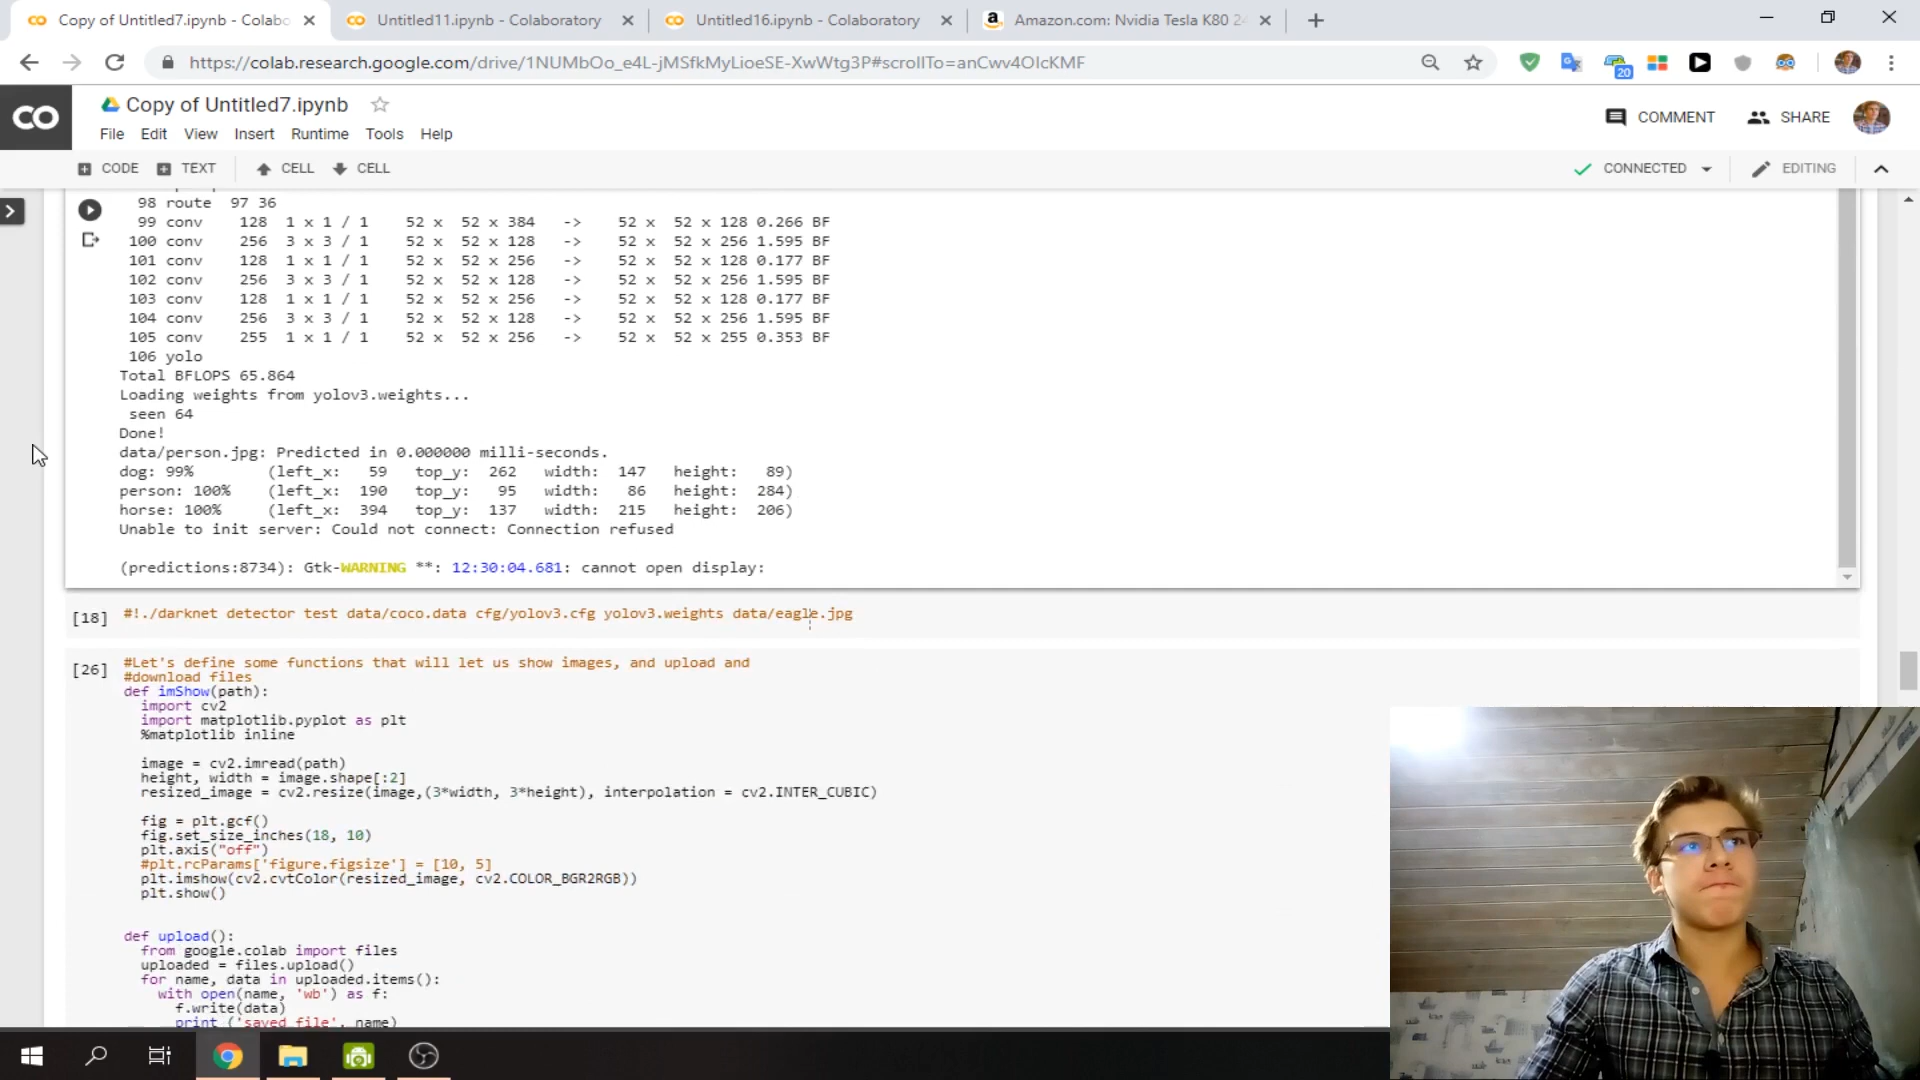 Copy of Untitled7.ipynb - Colabo
Untitled11.ipynb - Colaboratory
Untitled16.ipynb - Colaboratory
Amazon.com: Nvidia Tesla K80 24
https://colab.research.google.com/drive/1NUMbOo_e4L-jMSfkMyLioeSE-XwWtg3P#scrollTo=anCwv4OIcKMF
20
CO
Copy of Untitled7.ipynb
COMMENT
SHARE
File Edit View Insert Runtime Tools Help
CODE TEXT CELL CELL
CONNECTED
EDITING
98 route 97 36
99 conv 128 1 x 1 / 1 52 x 52 x 384 -> 52 x 52 x 128 0.266 BF
100 conv 256 3 x 3 / 1 52 x 52 x 128 -> 52 x 52 x 256 1.595 BF
101 conv 128 1 x 1 / 1 52 x 52 x 256 -> 52 x 52 x 128 0.177 BF
102 conv 256 3 x 3 / 1 52 x 52 x 128 -> 52 x 52 x 256 1.595 BF
103 conv 128 1 x 1 / 1 52 x 52 x 256 -> 52 x 52 x 128 0.177 BF
104 conv 256 3 x 3 / 1 52 x 52 x 128 -> 52 x 52 x 256 1.595 BF
105 conv 255 1 x 1 / 1 52 x 52 x 256 -> 52 x 52 x 255 0.353 BF
106 yolo
Total BFLOPS 65.864
Loading weights from yolov3.weights...
seen 64
Done!
data/person.jpg: Predicted in 0.000000 milli-seconds.
dog: 99% (left_x: 59 top_y: 262 width: 147 height: 89)
person: 100% (left_x: 190 top_y: 95 width: 86 height: 284)
horse: 100% (left_x: 394 top_y: 137 width: 215 height: 206)
Unable to init server: Could not connect: Connection refused
(predictions:8734): Gtk-WARNING **: 12:30:04.681: cannot open display:
[18] #!./darknet detector test data/coco.data cfg/yolov3.cfg yolov3.weights data/eagle.jpg
[26] #Let's define some functions that will let us show images, and upload and
#download files
def imShow(path):
import cv2
import matplotlib.pyplot as plt
%matplotlib inline
image = cv2.imread(path)
height, width = image.shape[:2]
resized_image = cv2.resize(image,(3*width, 3*height), interpolation = cv2.INTER_CUBIC)
fig = plt.gcf()
fig.set_size_inches(18, 10)
plt.axis("off")
#plt.rcParams['figure.figsize'] = [10, 5]
plt.imshow(cv2.cvtColor(resized_image, cv2.COLOR_BGR2RGB))
plt.show()
def upload():
from google.colab import files
uploaded = files.upload()
for name, data in uploaded.items():
with open(name, 'wb') as f:
f.write(data)
print ('saved file', name)